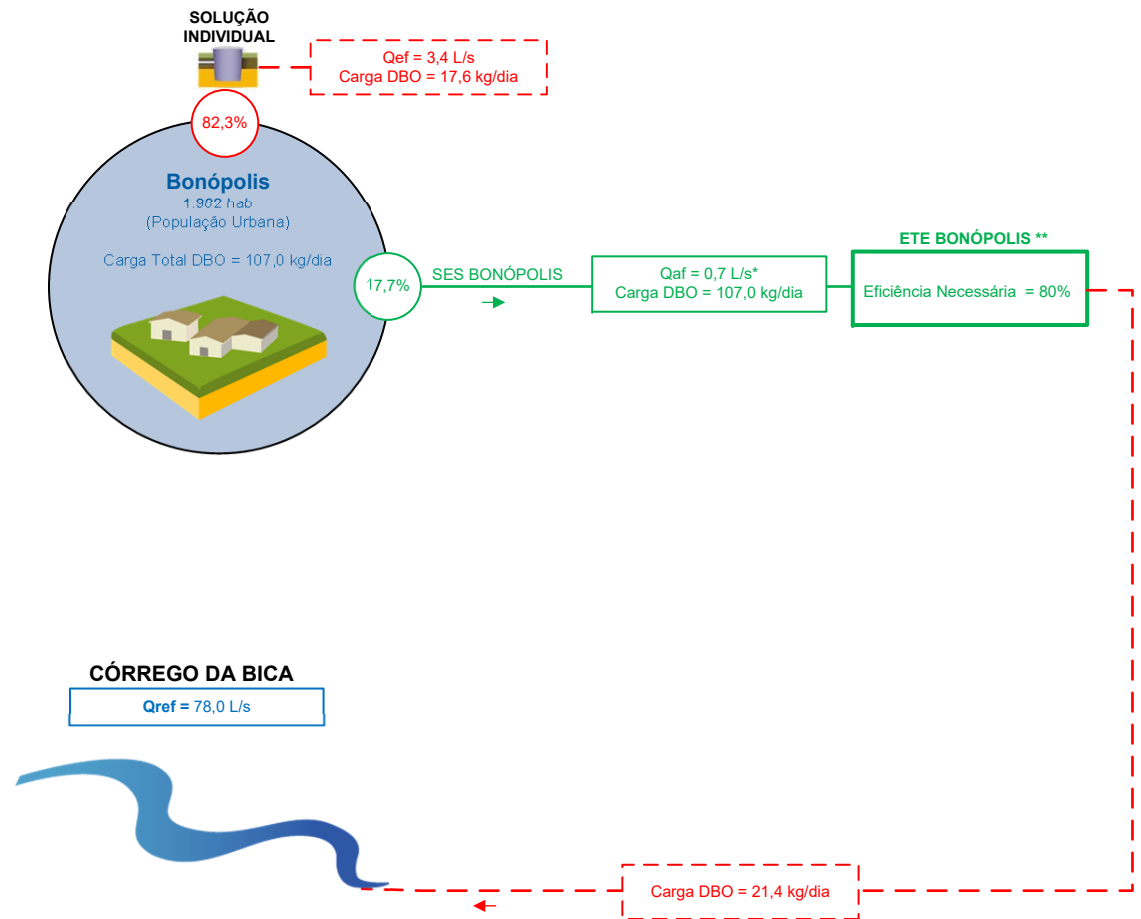 SOLUÇÃO
INDIVIDUAL
Qef = 3,4 L/s
Carga DBO = 17,6 kg/dia
82,3%
Bonópolis
1.982 hab
(População Urbana)
Carga Total DBO = 107,0 kg/dia
17,7%
SES BONÓPOLIS
Qaf = 0,7 L/s*
Carga DBO = 107,0 kg/dia
ETE BONÓPOLIS **
Eficiência Necessária = 80%
CÓRREGO DA BICA
Qref = 78,0 L/s
Carga DBO = 21,4 kg/dia